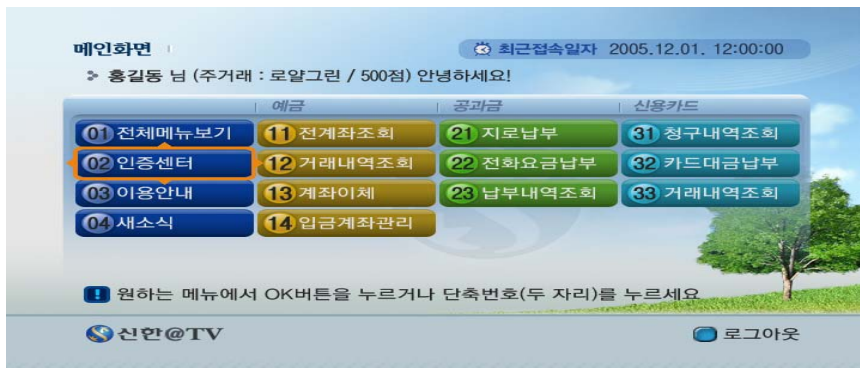 메인화면
최근접속일자 2005.12.01. 12:00:00
홍길동 님 (주거래 : 로얄그린 / 500점) 안녕하세요!
예금 공과금 신용카드
01 전체메뉴보기 11 전계좌조회 21 지로납부 31 청구내역조회
02 인증센터 12 거래내역조회 22 전화요금납부 32 카드대금납부
03 이용안내 13 계좌이체 23 납부내역조회 33 거래내역조회
04 새소식 14 입금계좌관리
! 원하는 메뉴에서 OK버튼을 누르거나 단축번호(두 자리)를 누르세요
신한@TV 로그아웃